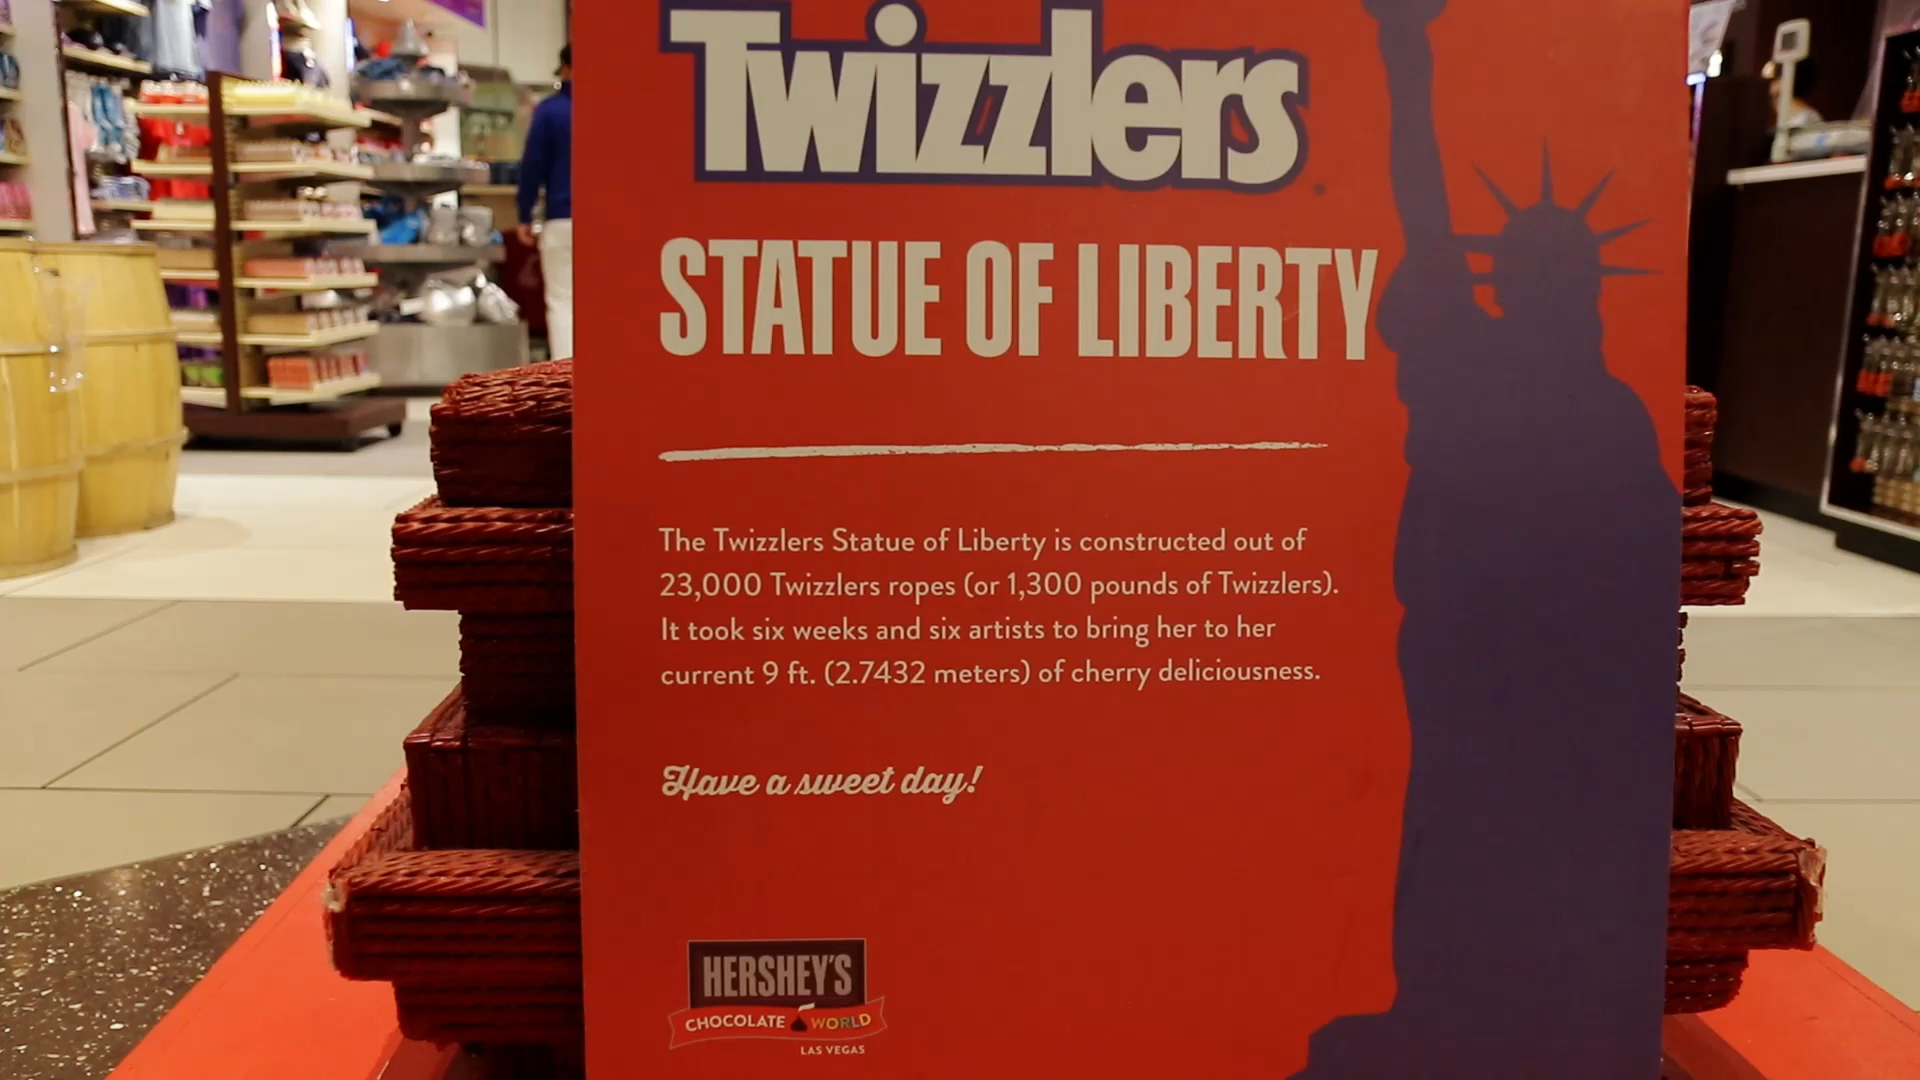 Twizzlers
STATUE OF LIBERTY
The Twizzlers Statue of Liberty is constructed out of
23,000 Twizzlers ropes (or 1,300 pounds of Twizzlers).
It took six weeks and six artists to bring her to her
current 9 ft. (2.7432 meters) of cherry deliciousness.
Have a sweet day!
HERSHEY'S
CHOCOLATE WORLD
LAS VEGAS